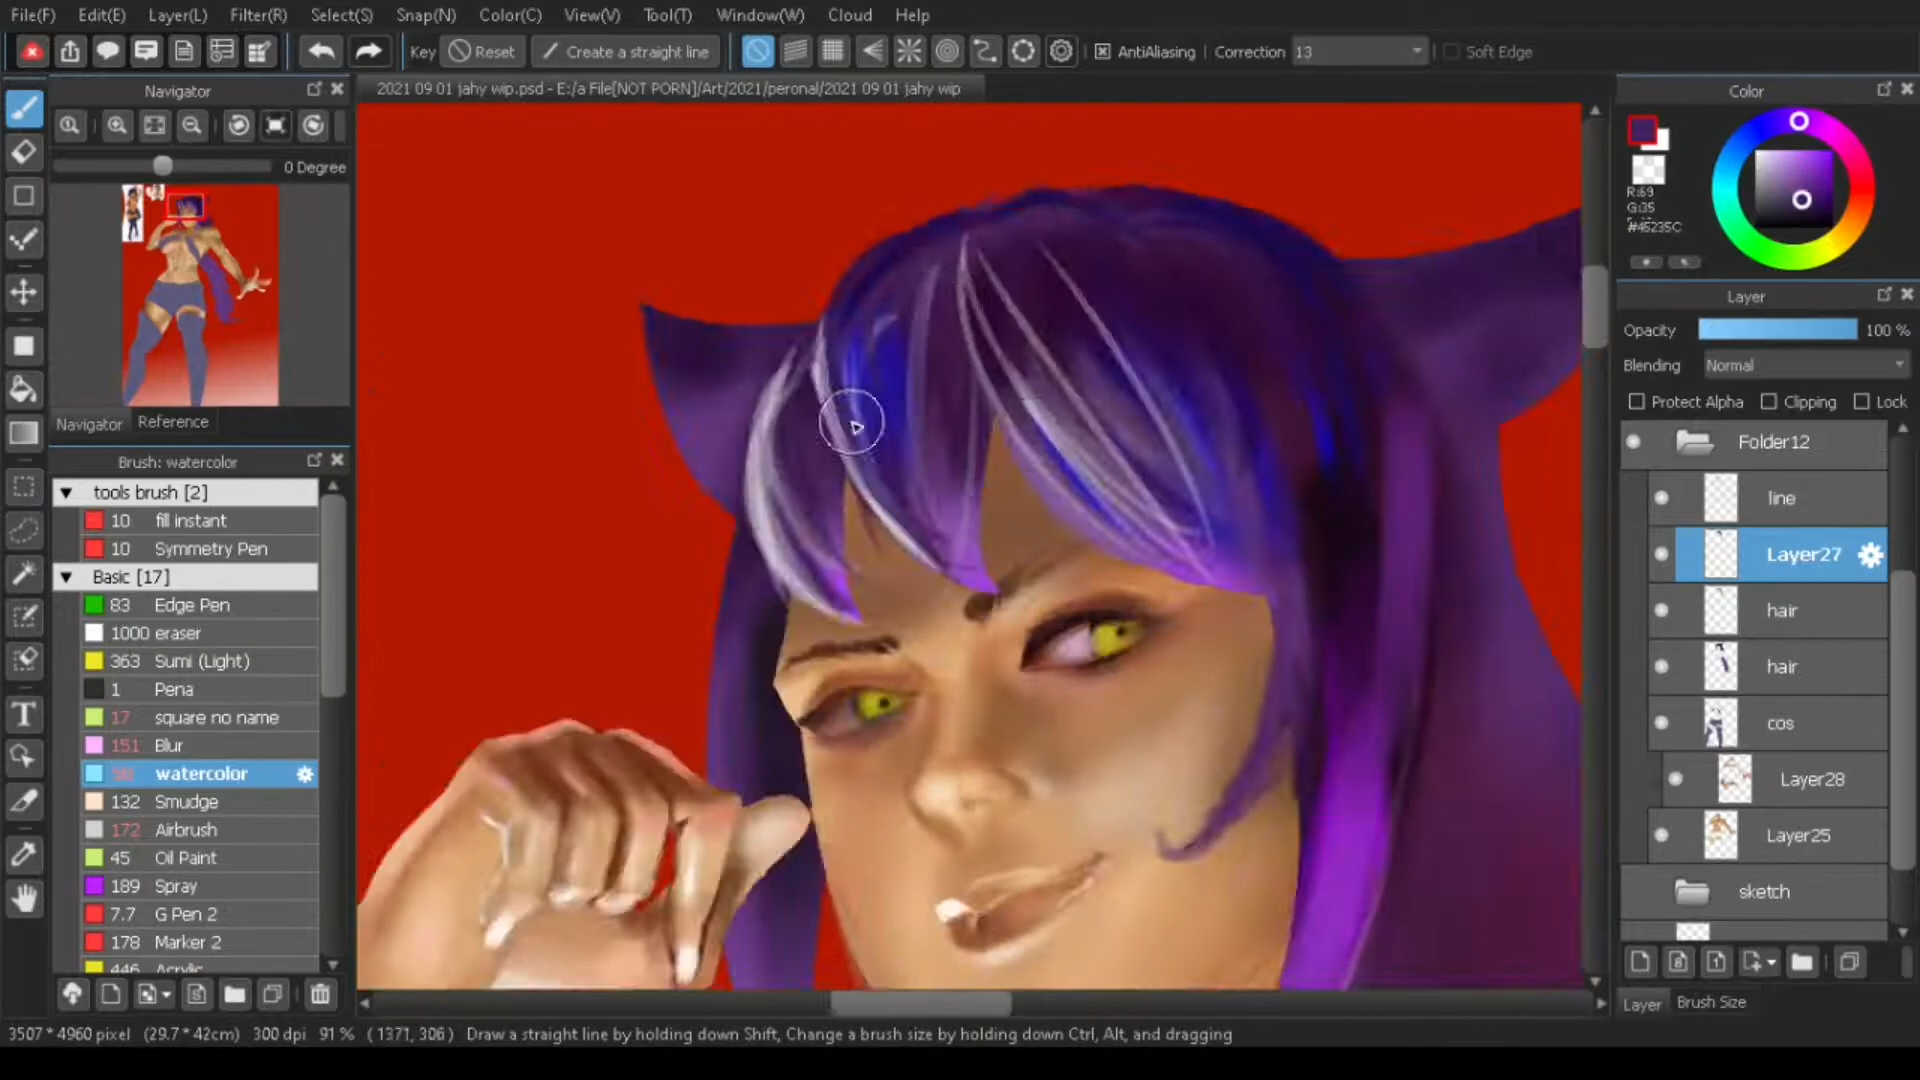 File(F) Edit(E) Layer(L) Filter(R) Select(S) Snap(N) Color(C) View(V) Tool(T) Window(W) Cloud Help
Key Reset Create a straight line AntiAliasing Correction 13 Soft Edge
Navigator
2021 09 01 jahy wip.psd - E:/a File[NOT PORN]/Art/2021/peronal/2021 09 01 jahy wip
Color
0 Degree
R:69
G:35
#45235C
Layer
Opacity 100 %
Blending Normal
Protect Alpha Clipping Lock
Navigator Reference
Brush: watercolor
tools brush [2]
10 fill instant
10 Symmetry Pen
Basic [17]
83 Edge Pen
1000 eraser
363 Sumi (Light)
1 Pena
17 square no name
151 Blur
watercolor
132 Smudge
172 Airbrush
45 Oil Paint
189 Spray
7.7 G Pen 2
178 Marker 2
446 Acrylic
Folder12
line
Layer27
hair
hair
cos
Layer28
Layer25
sketch
Layer Brush Size
3507 * 4960 pixel (29.7 * 42cm) 300 dpi 91 % ( 1371, 306 ) Draw a straight line by holding down Shift, Change a brush size by holding down Ctrl, Alt, and dragging